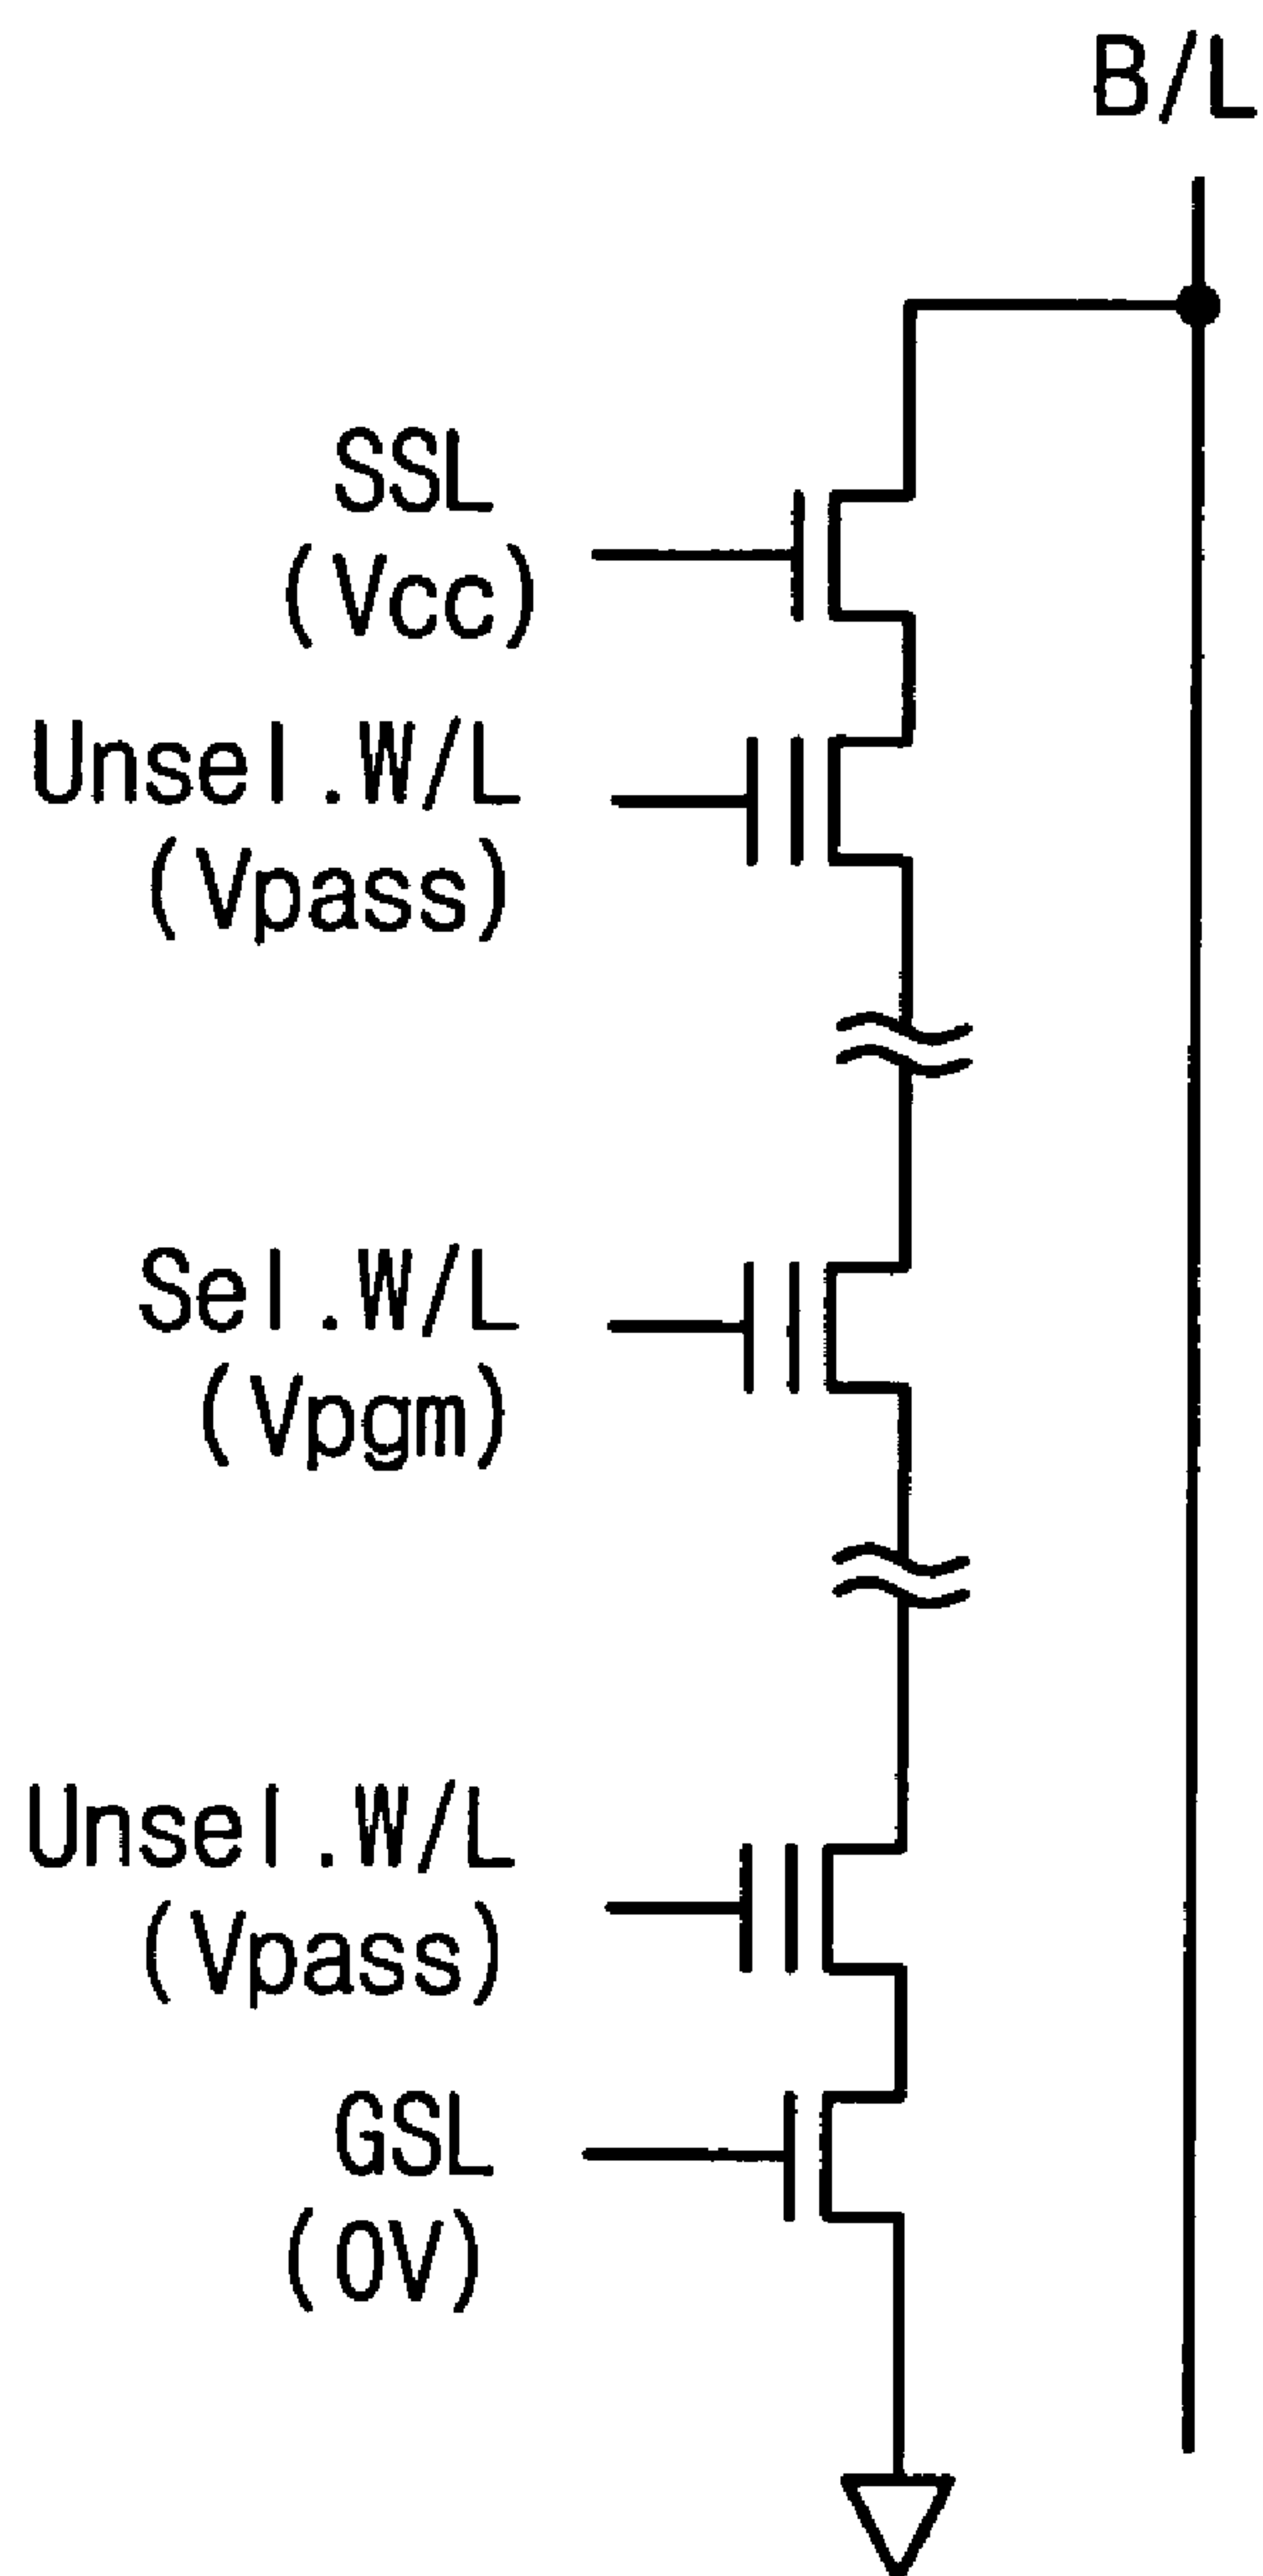 B/L
SSL
(Vcc)
Unsel.W/L
(Vpass)
Sel.W/L
(Vpgm)
Unsel.W/L
(Vpass)
GSL
(0V)